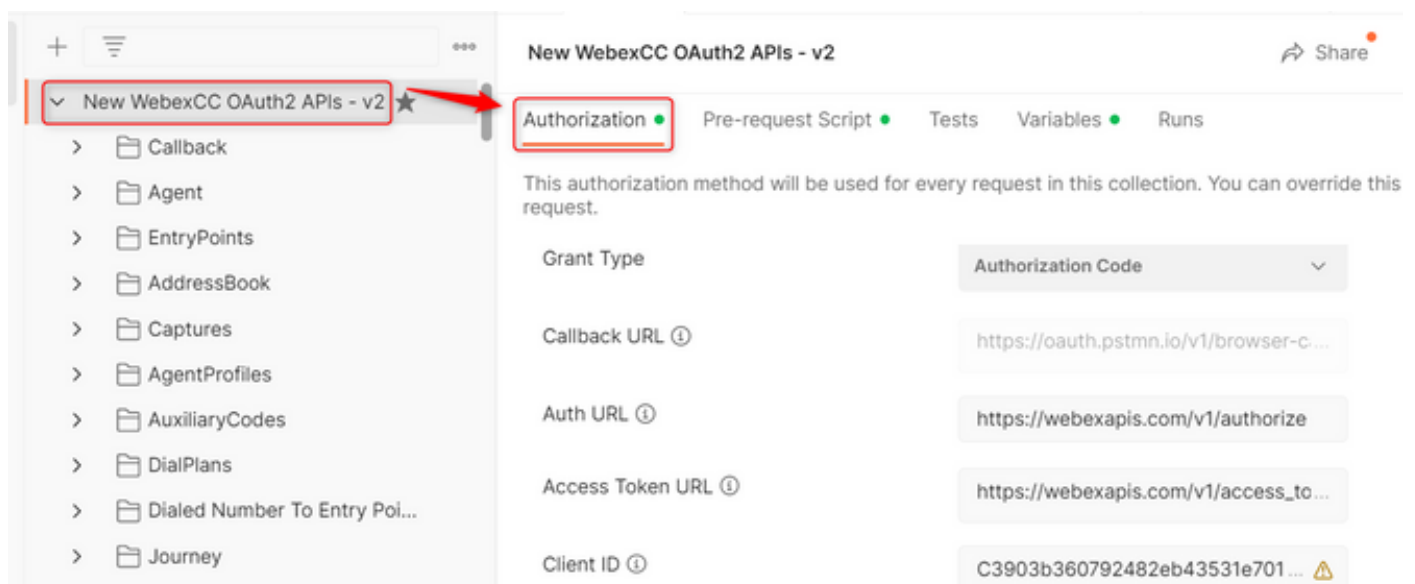 New WebexCC OAuth2 APIs - v2
Callback
Agent
EntryPoints
AddressBook
Captures
AgentProfiles
AuxiliaryCodes
DialPlans
Dialed Number To Entry Poi...
Journey
New WebexCC OAuth2 APIs - v2
Share
Authorization
Pre-request Script
Tests
Variables
Runs
This authorization method will be used for every request in this collection. You can override this
request.
Grant Type
Authorization Code
Callback URL
https://oauth.pstmn.io/v1/browser-c...
Auth URL
https://webexapis.com/v1/authorize
Access Token URL
https://webexapis.com/v1/access_to...
Client ID
C3903b360792482eb43531e701...